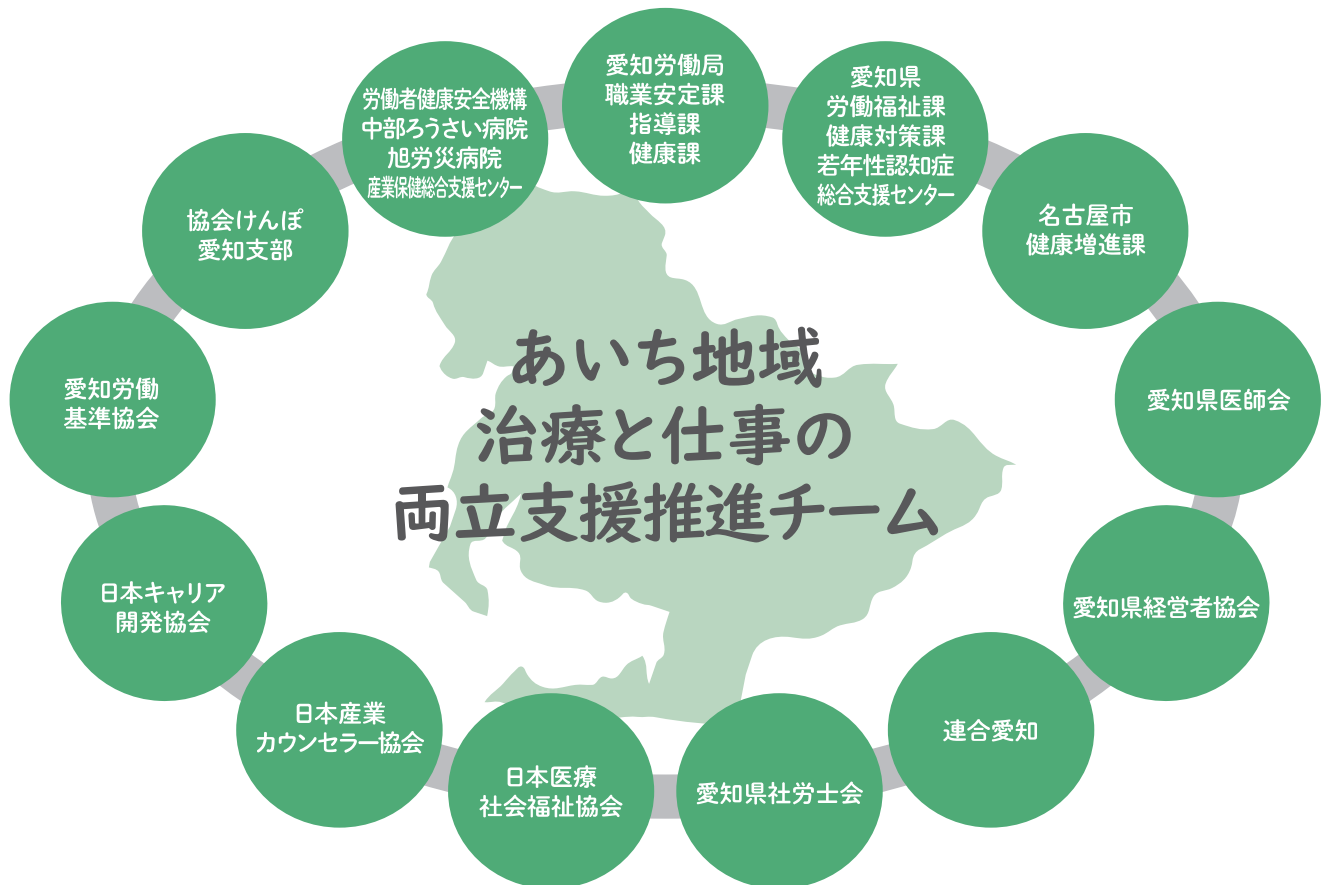 愛知労働局
職業安定課
指導課
健康課
愛知県
労働福祉課
健康対策課
若年性認知症
総合支援センター
名古屋市
健康増進課
愛知県医師会
愛知県経営者協会
連合愛知
愛知県社労士会
日本医療
社会福祉協会
日本産業
カウンセラー協会
日本キャリア
開発協会
愛知労働
基準協会
協会けんぽ
愛知支部
労働者健康安全機構
中部ろうさい病院
旭労災病院
産業保健総合支援センター
あいち地域
治療と仕事の
両立支援推進チーム